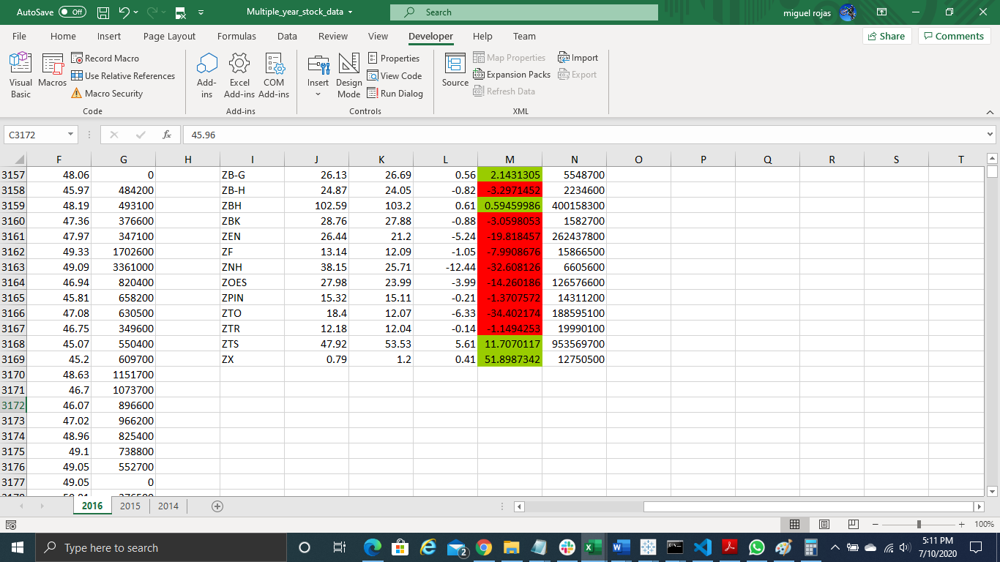 AutoSave Off Multiple_year_stock_data Search miguel rojas
File Home Insert Page Layout Formulas Data Review View Developer Help Team Share Comments
Visual Basic Macros Record Macro Use Relative References Macro Security Code
Add-ins Excel Add-ins COM Add-ins Add-ins
Insert Design Mode Properties View Code Run Dialog Controls
Source Map Properties Expansion Packs Refresh Data Import Export XML
C3172 fx 45.96
F G H I J K L M N O P Q R S T
3157 48.06 0 ZB-G 26.13 26.69 0.56 2.1431305 5548700
3158 45.97 484200 ZB-H 24.87 24.05 -0.82 -3.2971452 2234600
3159 48.19 493100 ZBH 102.59 103.2 0.61 0.59459986 400158300
3160 47.36 376600 ZBK 28.76 27.88 -0.88 -3.0598053 1582700
3161 47.97 347100 ZEN 26.44 21.2 -5.24 -19.818457 262437800
3162 49.33 1702600 ZF 13.14 12.09 -1.05 -7.9908676 15866500
3163 49.09 3361000 ZNH 38.15 25.71 -12.44 -32.608126 6605600
3164 46.94 820400 ZOES 27.98 23.99 -3.99 -14.260186 126576600
3165 45.81 658200 ZPIN 15.32 15.11 -0.21 -1.3707572 14311200
3166 47.08 630500 ZTO 18.4 12.07 -6.33 -34.402174 188595100
3167 46.75 349600 ZTR 12.18 12.04 -0.14 -1.1494253 19990100
3168 45.07 550400 ZTS 47.92 53.53 5.61 11.7070117 953569700
3169 45.2 609700 ZX 0.79 1.2 0.41 51.8987342 12750500
3170 48.63 1151700
3171 46.7 1073700
3172 46.07 896600
3173 47.02 966200
3174 48.96 825400
3175 49.1 738800
3176 49.05 552700
3177 49.05 0
2016 2015 2014
100%
Type here to search 2 5:11 PM
7/10/2020